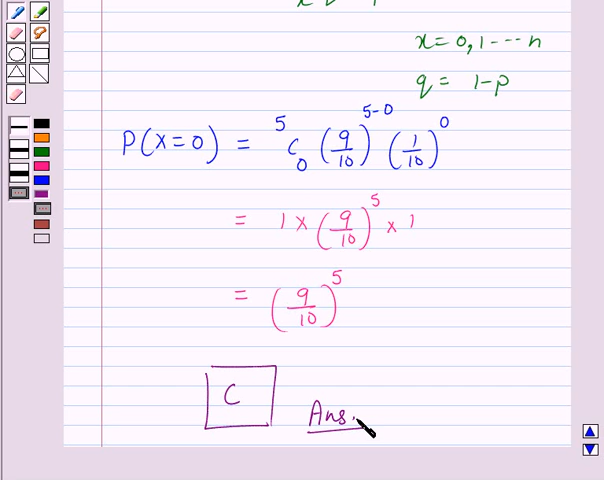 x = 0, 1 --- n
q = 1-p
P(X=0) = ⁵C₀ (9/10)⁵⁻⁰ (1/10)⁰
= 1 × (9/10)⁵ × 1
= (9/10)⁵
C
Ans.